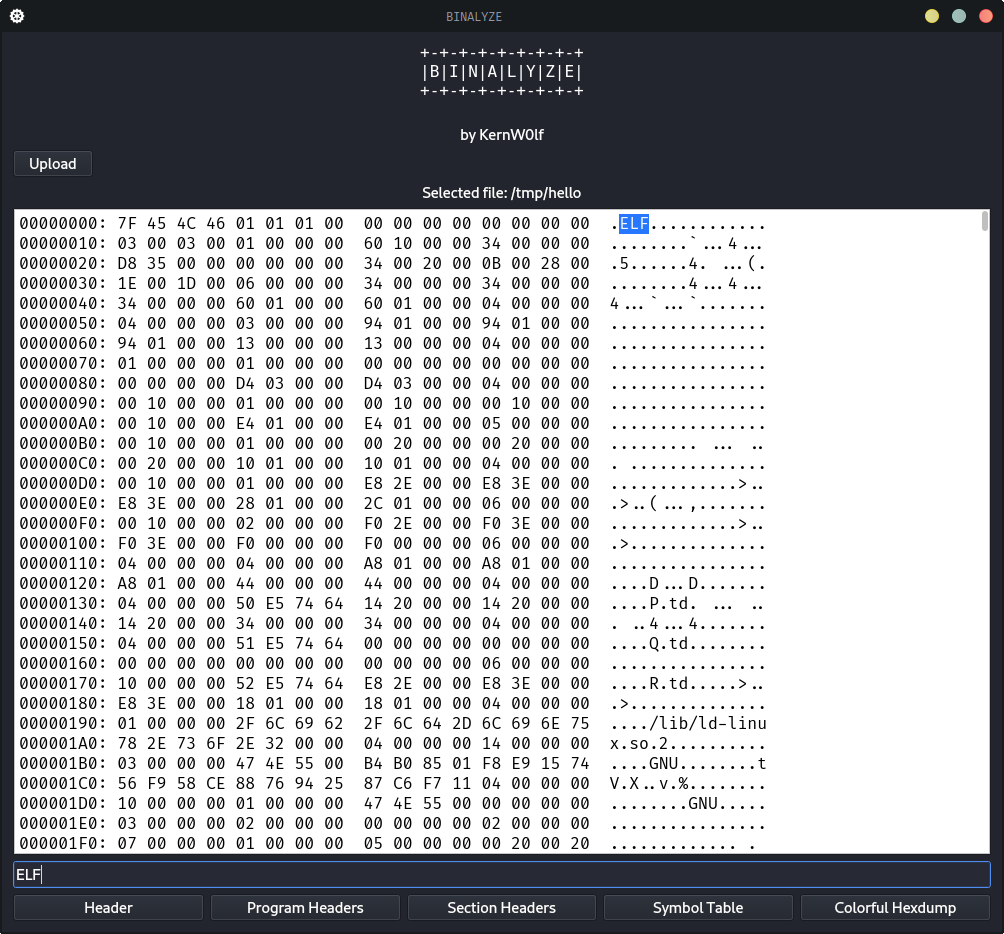 BINALYZE
+-+-+-+-+-+-+-+-+
|B|I|N|A|L|Y|Z|E|
+-+-+-+-+-+-+-+-+
by KernW0lf
Upload
Selected file: /tmp/hello
00000000: 7F 45 4C 46 01 01 01 00  00 00 00 00 00 00 00 00  .ELF............
00000010: 03 00 03 00 01 00 00 00  60 10 00 00 34 00 00 00  ........`...4...
00000020: D8 35 00 00 00 00 00 00  34 00 20 00 0B 00 28 00  .5......4. ...(.
00000030: 1E 00 1D 00 06 00 00 00  34 00 00 00 34 00 00 00  ........4...4...
00000040: 34 00 00 00 60 01 00 00  60 01 00 00 04 00 00 00  4...`...`.......
00000050: 04 00 00 00 03 00 00 00  94 01 00 00 94 01 00 00  ................
00000060: 94 01 00 00 13 00 00 00  13 00 00 00 04 00 00 00  ................
00000070: 01 00 00 00 01 00 00 00  00 00 00 00 00 00 00 00  ................
00000080: 00 00 00 00 D4 03 00 00  D4 03 00 00 04 00 00 00  ................
00000090: 00 10 00 00 01 00 00 00  00 10 00 00 00 10 00 00  ................
000000A0: 00 10 00 00 E4 01 00 00  E4 01 00 00 05 00 00 00  ................
000000B0: 00 10 00 00 01 00 00 00  00 20 00 00 00 20 00 00  ......... ... ..
000000C0: 00 20 00 00 10 01 00 00  10 01 00 00 04 00 00 00  . ..............
000000D0: 00 10 00 00 01 00 00 00  E8 2E 00 00 E8 3E 00 00  .............>..
000000E0: E8 3E 00 00 28 01 00 00  2C 01 00 00 06 00 00 00  .>..(...,.......
000000F0: 00 10 00 00 02 00 00 00  F0 2E 00 00 F0 3E 00 00  .............>..
00000100: F0 3E 00 00 F0 00 00 00  F0 00 00 00 06 00 00 00  .>..............
00000110: 04 00 00 00 04 00 00 00  A8 01 00 00 A8 01 00 00  ................
00000120: A8 01 00 00 44 00 00 00  44 00 00 00 04 00 00 00  ....D...D.......
00000130: 04 00 00 00 50 E5 74 64  14 20 00 00 14 20 00 00  ....P.td. ... ..
00000140: 14 20 00 00 34 00 00 00  34 00 00 00 04 00 00 00  . ..4...4.......
00000150: 04 00 00 00 51 E5 74 64  00 00 00 00 00 00 00 00  ....Q.td........
00000160: 00 00 00 00 00 00 00 00  00 00 00 00 06 00 00 00  ................
00000170: 10 00 00 00 52 E5 74 64  E8 2E 00 00 E8 3E 00 00  ....R.td.....>..
00000180: E8 3E 00 00 18 01 00 00  18 01 00 00 04 00 00 00  .>..............
00000190: 01 00 00 00 2F 6C 69 62  2F 6C 64 2D 6C 69 6E 75  ..../lib/ld-linu
000001A0: 78 2E 73 6F 2E 32 00 00  04 00 00 00 14 00 00 00  x.so.2..........
000001B0: 03 00 00 00 47 4E 55 00  B4 B0 85 01 F8 E9 15 74  ....GNU........t
000001C0: 56 F9 58 CE 88 76 94 25  87 C6 F7 11 04 00 00 00  V.X..v.%........
000001D0: 10 00 00 00 01 00 00 00  47 4E 55 00 00 00 00 00  ........GNU.....
000001E0: 03 00 00 00 02 00 00 00  00 00 00 00 02 00 00 00  ................
000001F0: 07 00 00 00 01 00 00 00  05 00 00 00 00 20 00 20  ............. .
ELF
Header
Program Headers
Section Headers
Symbol Table
Colorful Hexdump